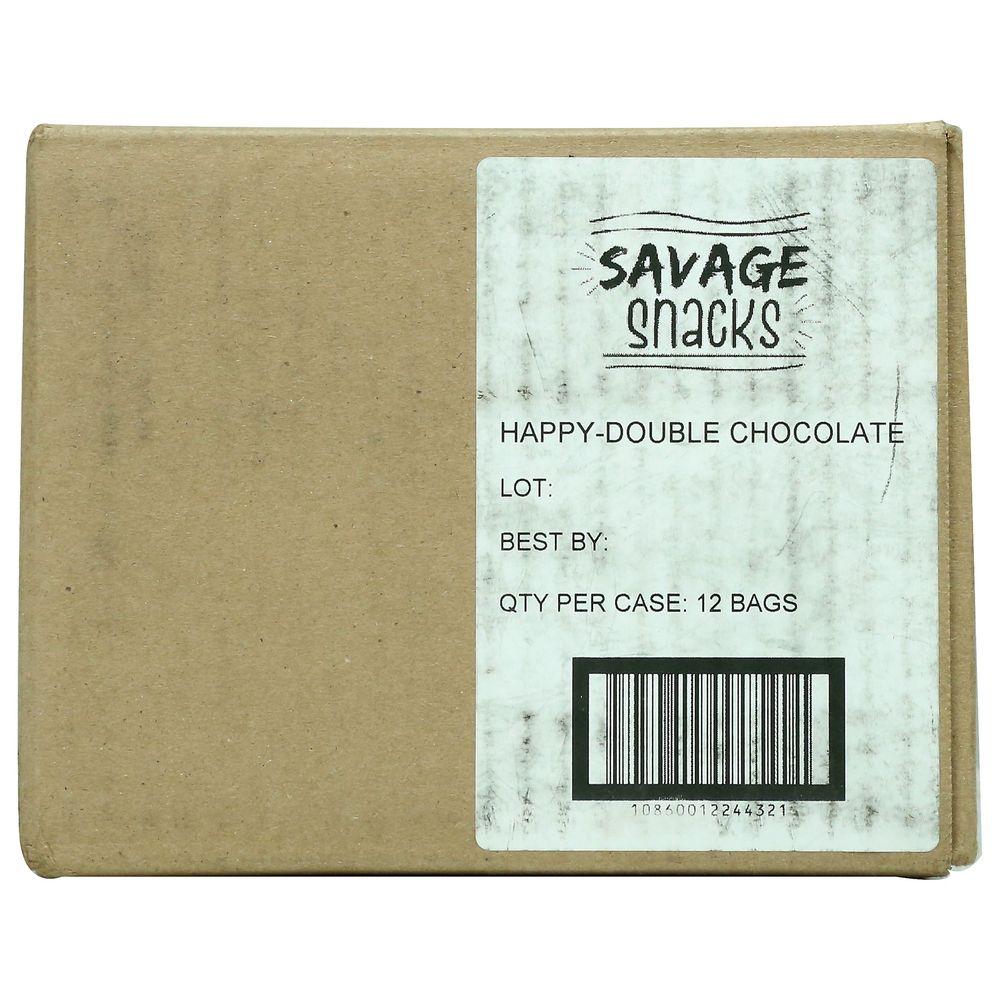 SAVAGE
snacks
HAPPY-DOUBLE CHOCOLATE
LOT:
BEST BY:
QTY PER CASE: 12 BAGS
10860012244321